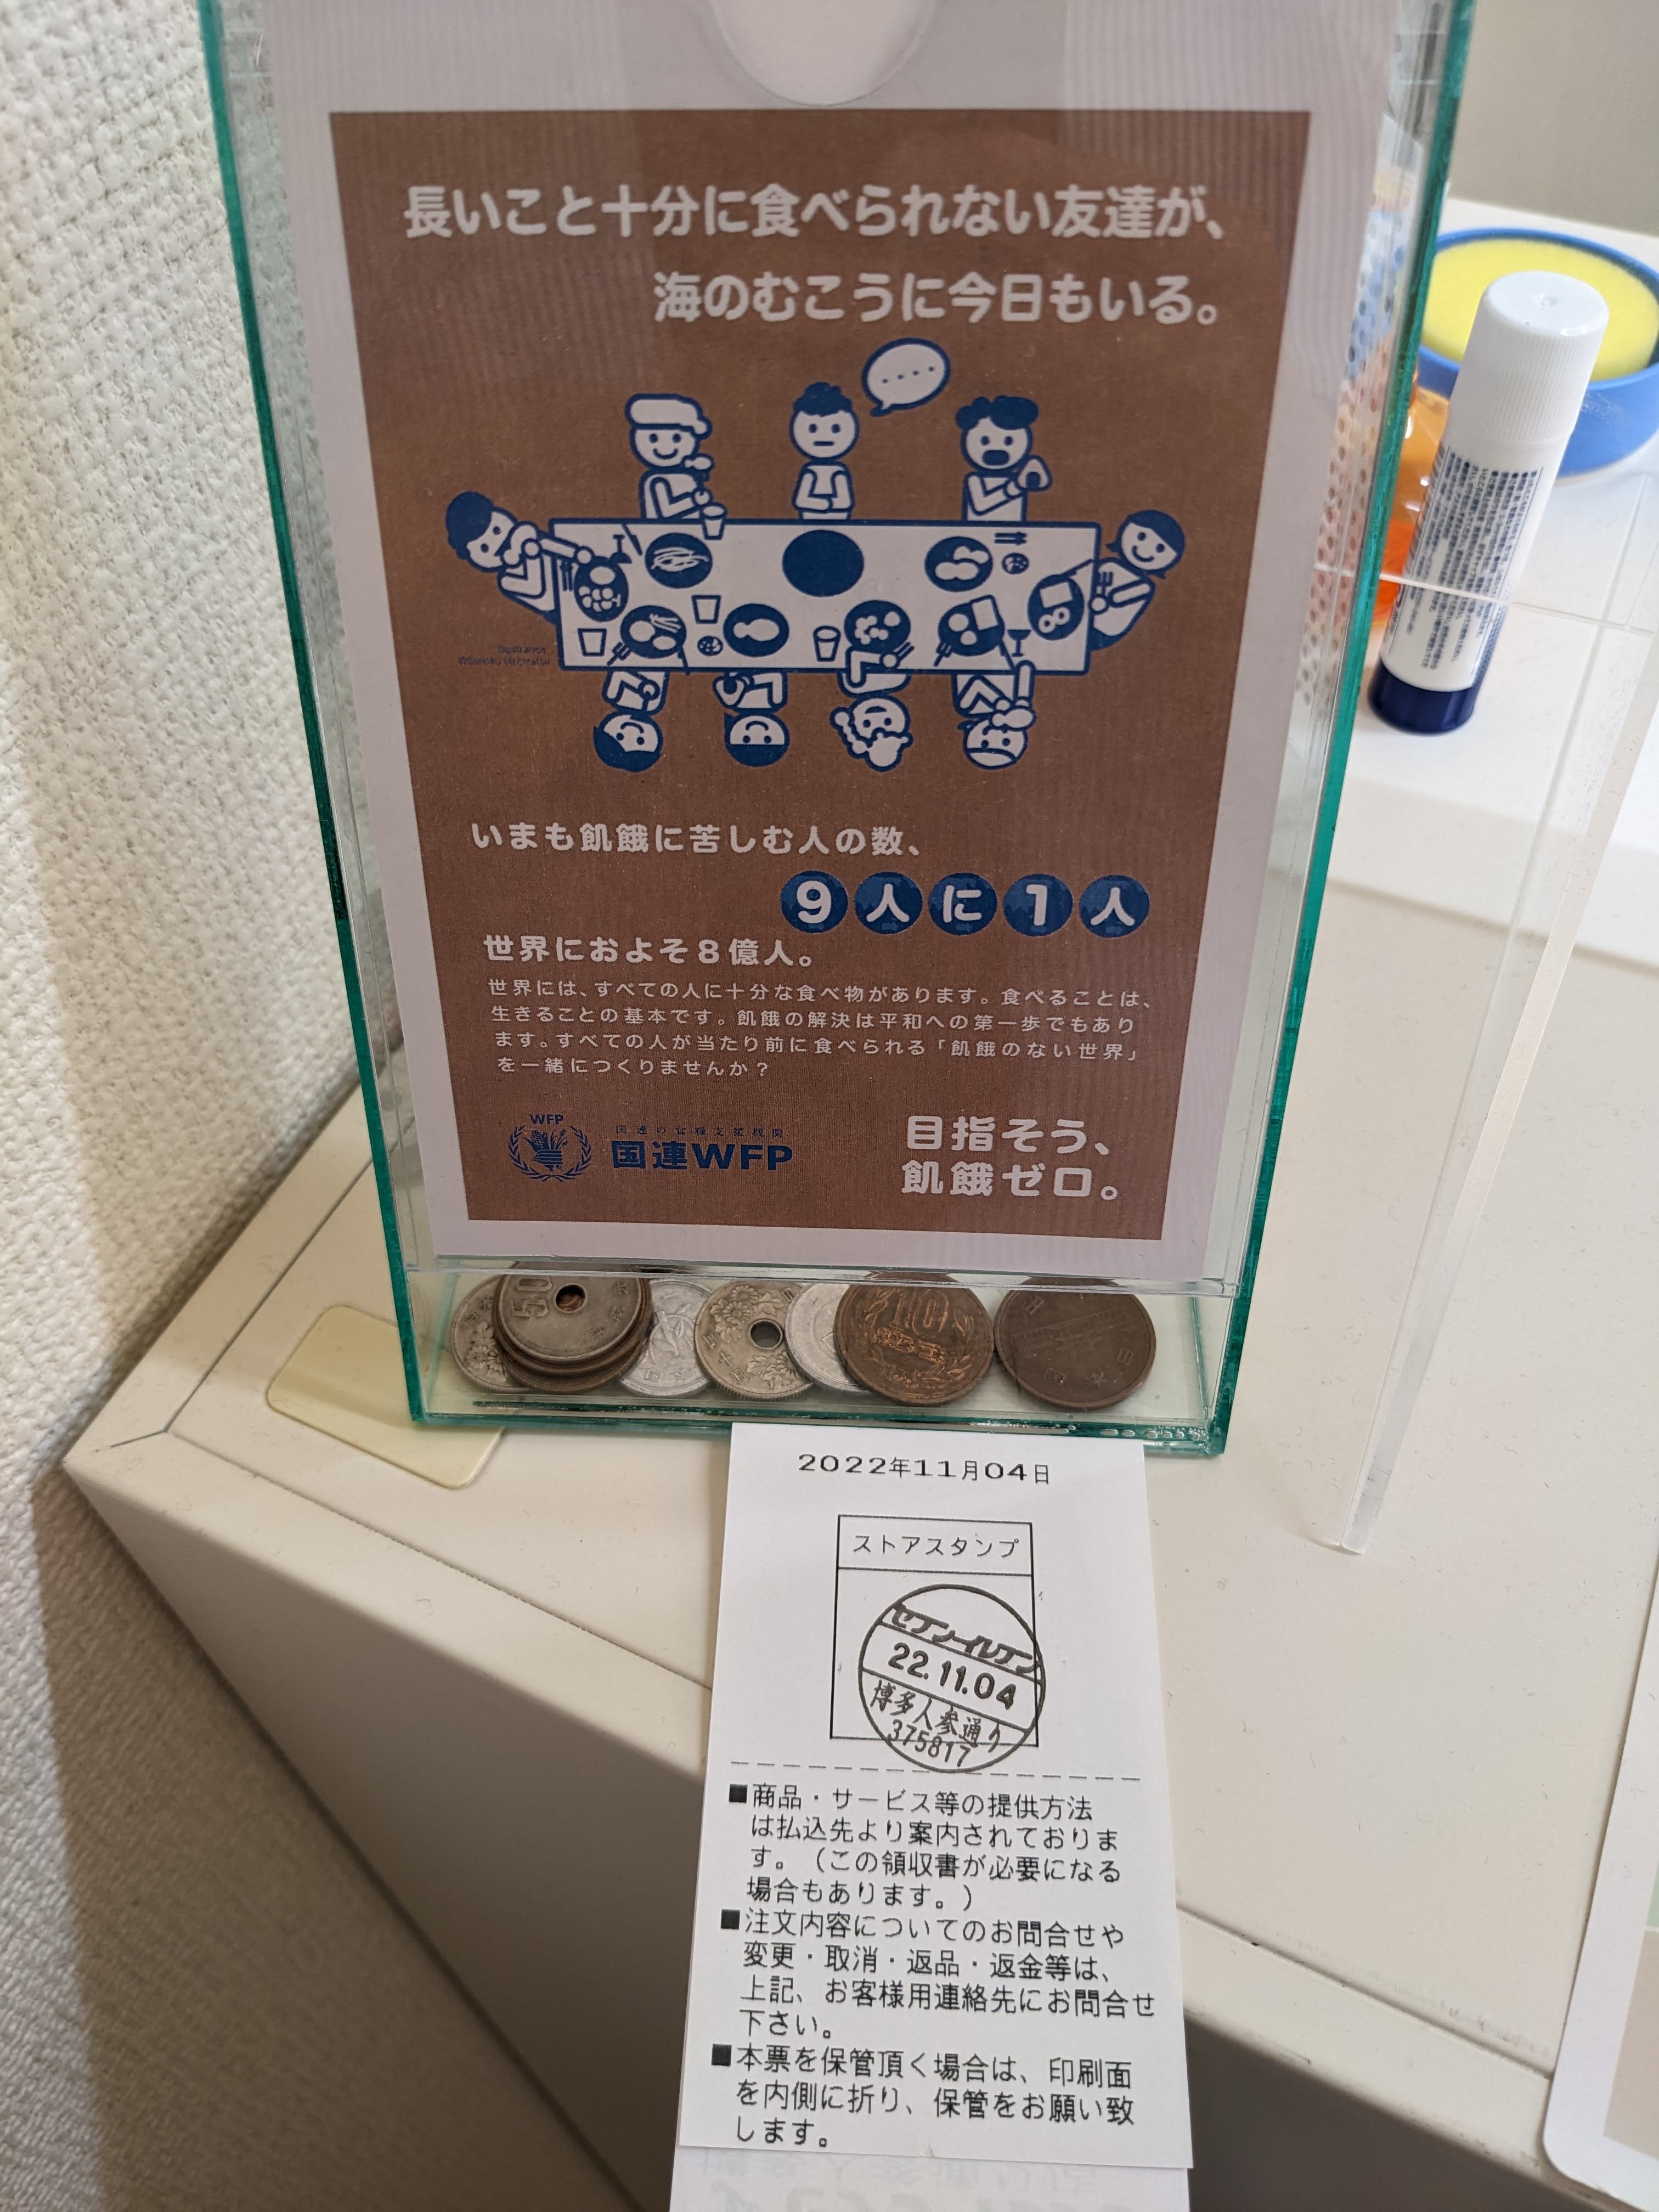 長いこと十分に食べられない友達が、
海のむこうに今日もいる。
....
いまも飢餓に苦しむ人の数、
9人に1人
世界におよそ8億人。
世界には、すべての人に十分な食べ物があります。食べることは、
生きることの基本です。飢餓の解決は平和への第一歩でもあり
ます。すべての人が当たり前に食べられる「飢餓のない世界」
を一緒につくりませんか？
WFP
国連の食糧支援機関
国連WFP
目指そう、
飢餓ゼロ。
50
10
2022年11月04日
ストアスタンプ
セブン-イレブン
22.11.04
博多人参通り
375817
■商品・サービス等の提供方法
は払込先より案内されておりま
す。（この領収書が必要になる
場合もあります。）
■注文内容についてのお問合せや
変更・取消・返品・返金等は、
上記、お客様用連絡先にお問合せ
下さい。
■本票を保管頂く場合は、印刷面
を内側に折り、保管をお願い致
します。